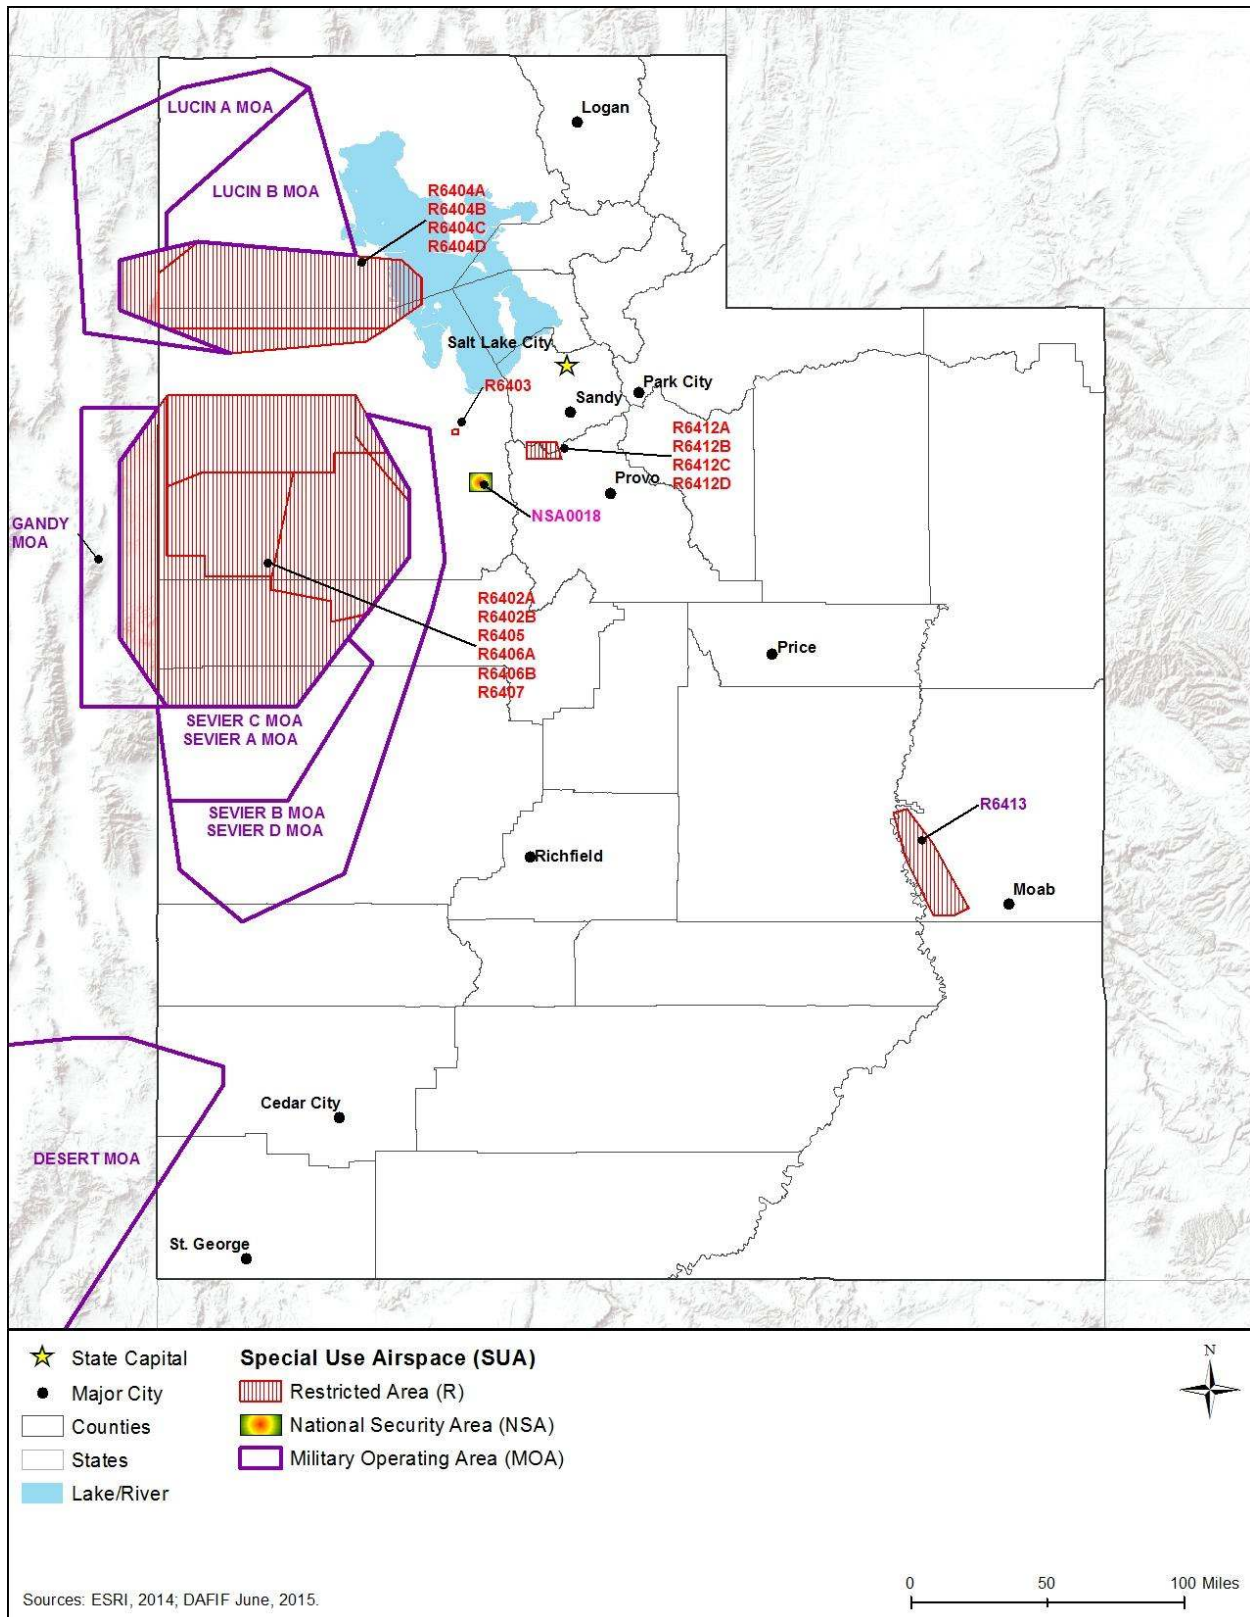 LUCIN A MOA
Logan
LUCIN B MOA
R6404A
R6404B
R6404C
R6404D
Salt Lake City
R6403
Park City
Sandy
R6412A
R6412B
R6412C
R6412D
Provo
NSA0018
GANDY
MOA
R6402A
R6402B
R6405
R6406A
R6406B
R6407
Price
SEVIER C MOA
SEVIER A MOA
SEVIER B MOA
SEVIER D MOA
R6413
Richfield
Moab
Cedar City
DESERT MOA
St. George
State Capital
Major City
Counties
States
Lake/River
Special Use Airspace (SUA)
Restricted Area (R)
National Security Area (NSA)
Military Operating Area (MOA)
N
0 50 100 Miles
Sources: ESRI, 2014; DAFIF June, 2015.